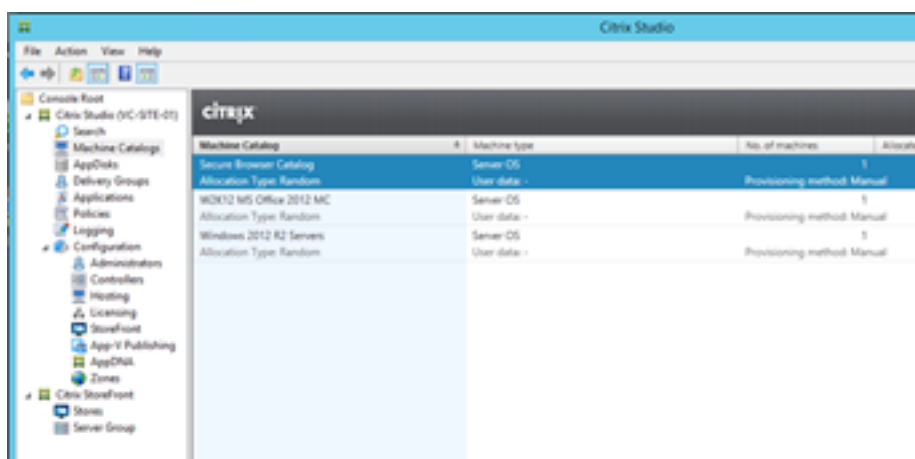 Citrix Studio
File Action View Help
Console Root
Citrix Studio (VC-SITE-01)
Search
Machine Catalogs
AppDisks
Delivery Groups
Applications
Policies
Logging
Configuration
Administrators
Controllers
Hosting
Licensing
StoreFront
App-V Publishing
AppDNA
Zones
Citrix StoreFront
Stores
Server Group
CITRIX
Machine Catalog Machine type No. of machines Allocate
Secure Browser Catalog Server OS 1
Allocation Type: Random User data: - Provisioning method: Manual
W2K12 MS Office 2012 MC Server OS 1
Allocation Type: Random User data: - Provisioning method: Manual
Windows 2012 R2 Servers Server OS 1
Allocation Type: Random User data: - Provisioning method: Manual